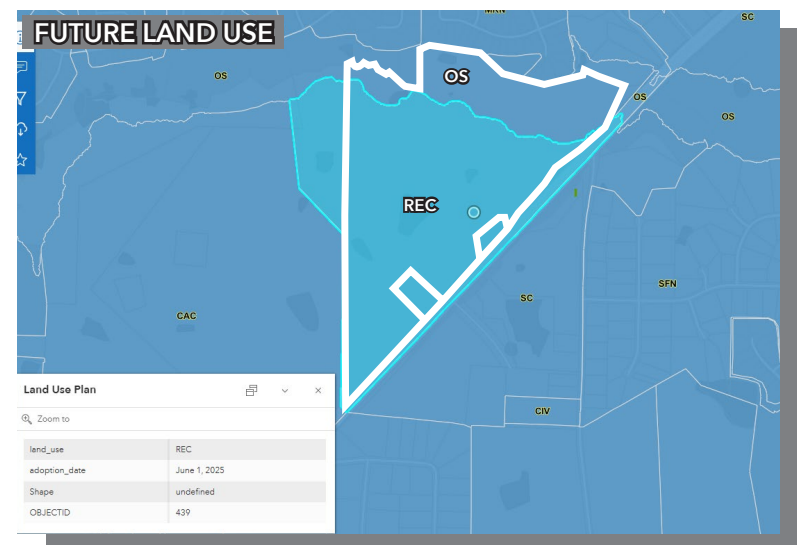 FUTURE LAND USE
MRN
SC
OS
OS
OS
OS
REC
SFN
SC
CAC
CIV
Land Use Plan
Zoom to
land_use REC
adoption_date June 1, 2025
Shape undefined
OBJECTID 439